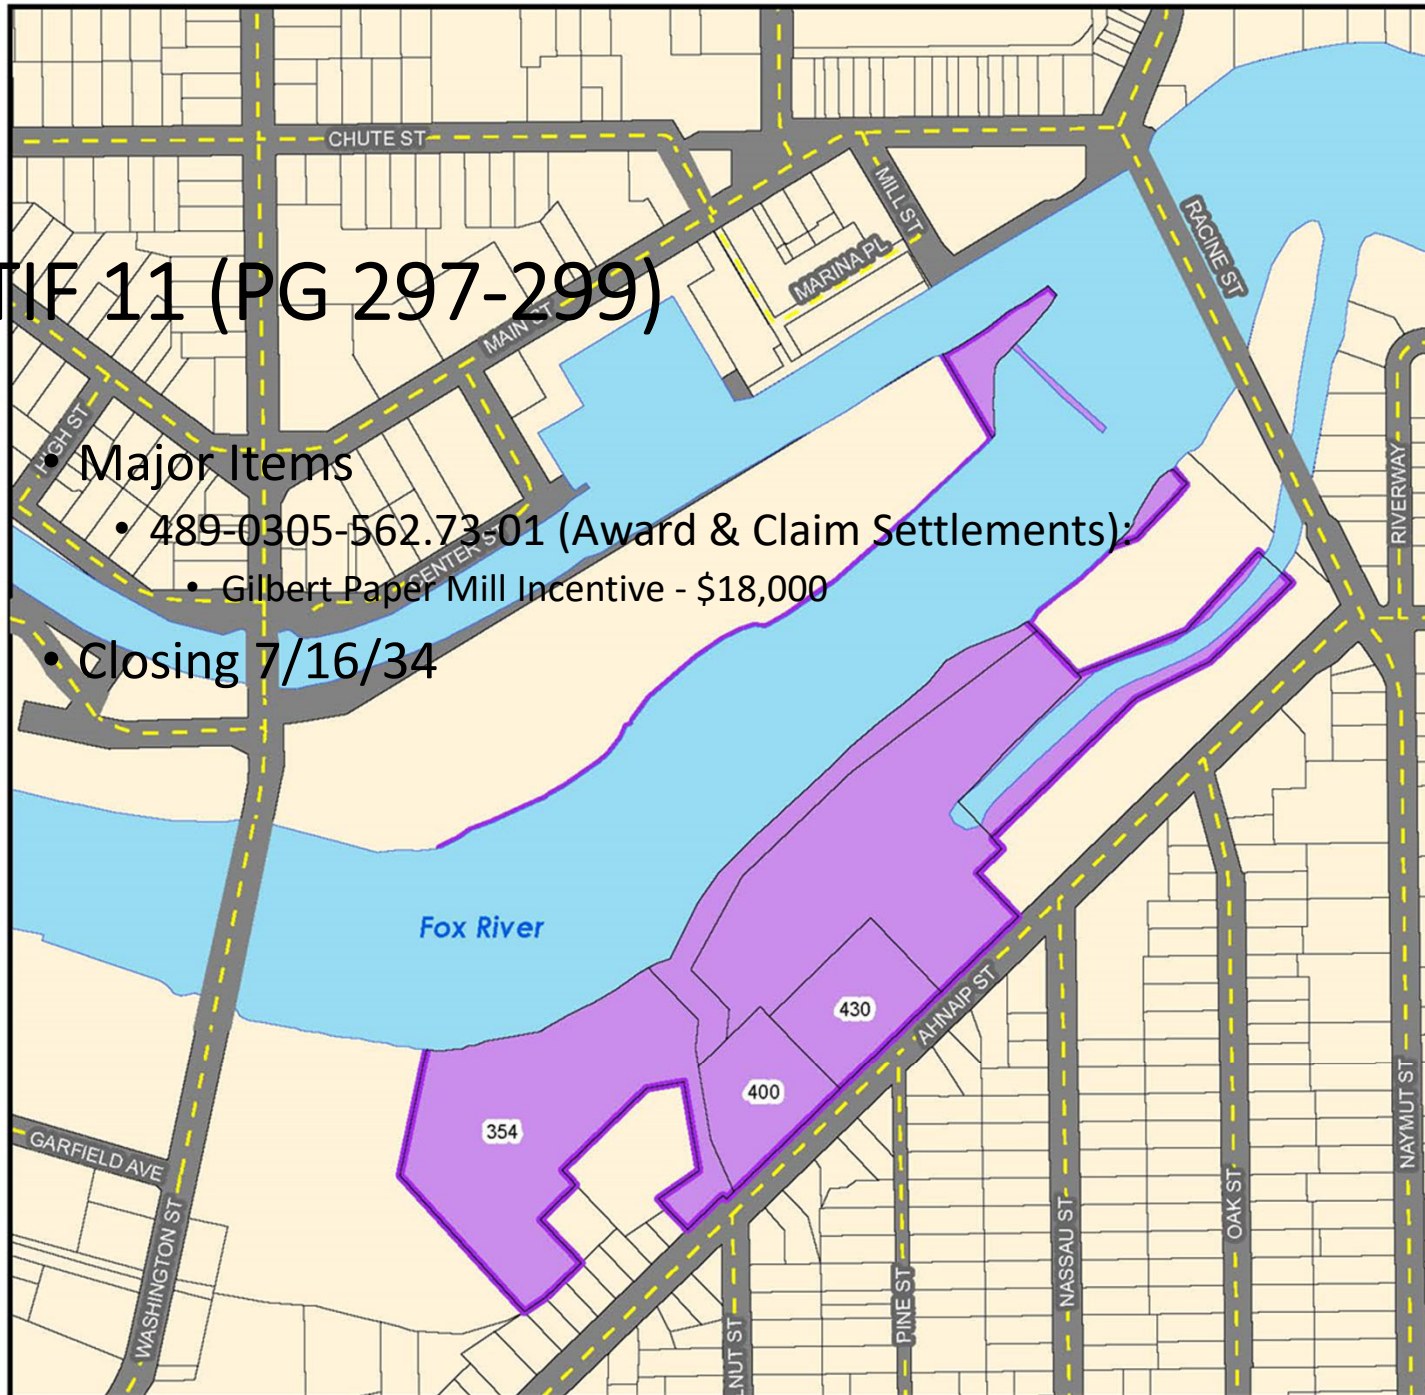 CHUTE ST
MILL ST
RACINE ST
MARINA PL
TIF 11 (PG 297-299)
MAIN ST
HIGH ST
• Major Items
• 489-0305-562.73-01 (Award & Claim Settlements):
CENTER ST
• Gilbert Paper Mill Incentive - $18,000
• Closing 7/16/34
RIVERWAY
Fox River
430
AHNAIP ST
400
354
GARFIELD AVE
WASHINGTON ST
NUT ST
PINE ST
NASSAU ST
OAK ST
NAYMUT ST